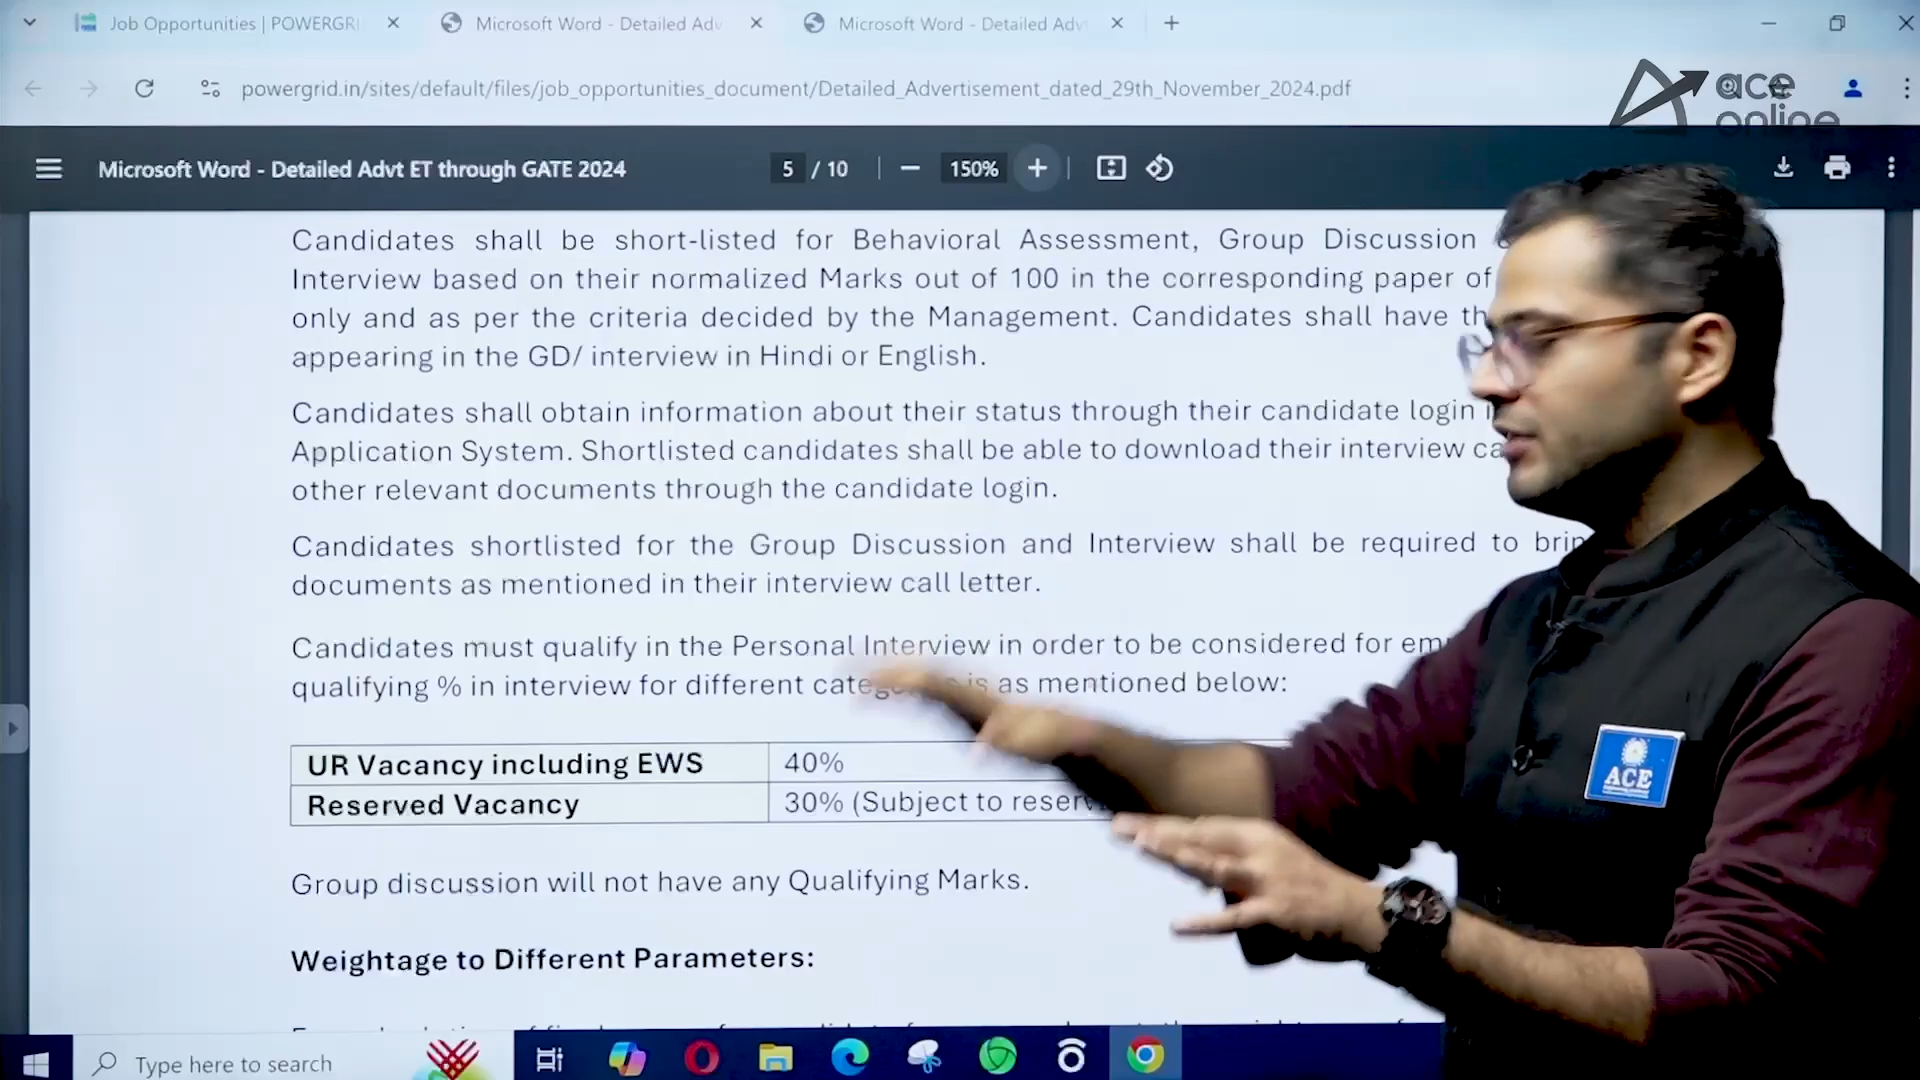 Job Opportunities | POWERGRI
Microsoft Word - Detailed Adv
Microsoft Word - Detailed Adv
powergrid.in/sites/default/files/job_opportunities_document/Detailed_Advertisement_dated_29th_November_2024.pdf
ace
online
Microsoft Word - Detailed Advt ET through GATE 2024
5 / 10
150%
Candidates shall be short-listed for Behavioral Assessment, Group Discussion
Interview based on their normalized Marks out of 100 in the corresponding paper of
only and as per the criteria decided by the Management. Candidates shall have
appearing in the GD/ interview in Hindi or English.
Candidates shall obtain information about their status through their candidate login
Application System. Shortlisted candidates shall be able to download their interview
other relevant documents through the candidate login.
Candidates shortlisted for the Group Discussion and Interview shall be required to
documents as mentioned in their interview call letter.
Candidates must qualify in the Personal Interview in order to be considered for
qualifying % in interview for different is as mentioned below:
UR Vacancy including EWS 40%
Reserved Vacancy 30% (Subject to
ACE
Group discussion will not have any Qualifying Marks.
Weightage to Different Parameters:
Type here to search